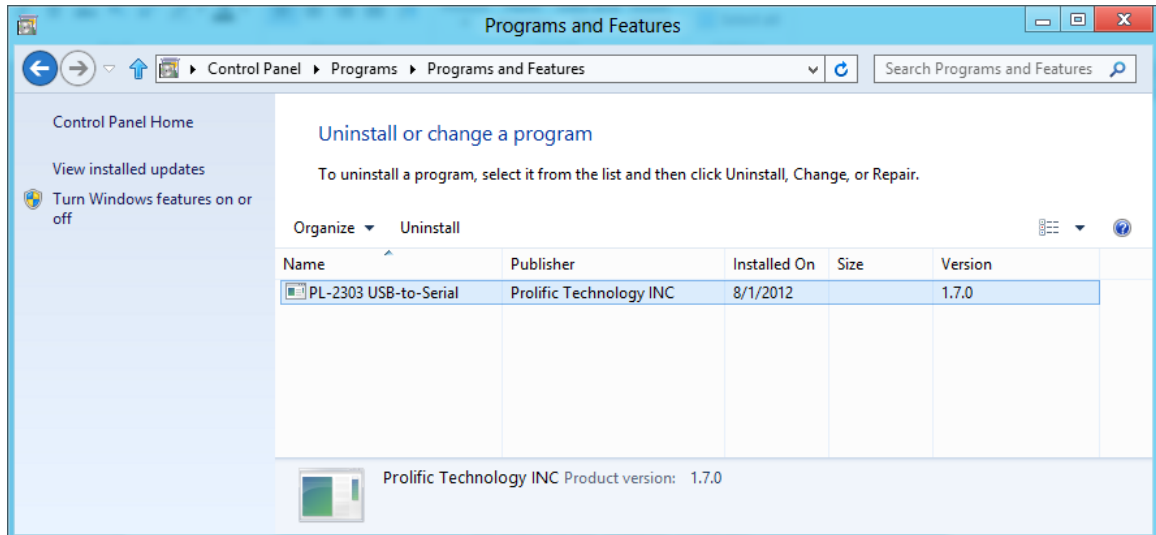 Programs and Features
Control Panel Programs Programs and Features
Search Programs and Features
Control Panel Home
View installed updates
Turn Windows features on or
off
Uninstall or change a program
To uninstall a program, select it from the list and then click Uninstall, Change, or Repair.
Organize Uninstall
Name Publisher Installed On Size Version
PL-2303 USB-to-Serial Prolific Technology INC 8/1/2012 1.7.0
Prolific Technology INC Product version: 1.7.0